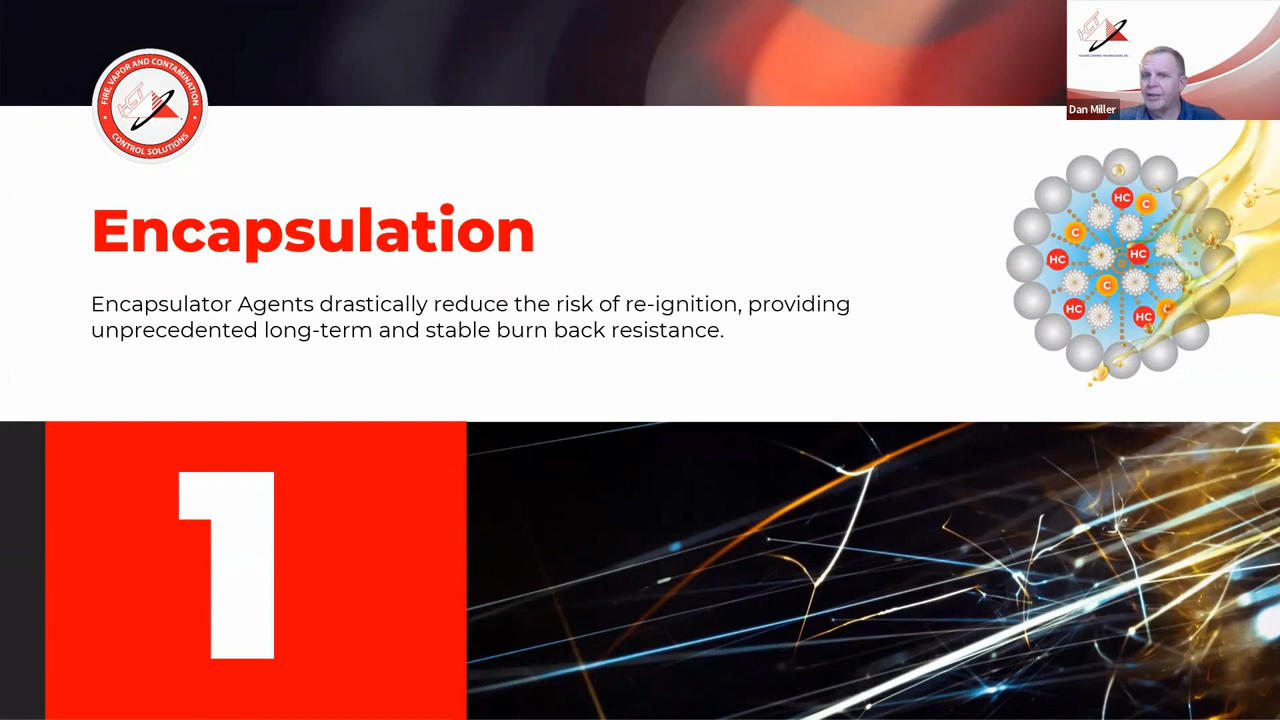 FIRE, VAPOR AND CONTAMINATION
HCT
CONTROL SOLUTIONS
HCT
Dan Miller
Encapsulation
Encapsulator Agents drastically reduce the risk of re-ignition, providing
unprecedented long-term and stable burn back resistance.
HC
C
C
HC
HC
C
HC
HC
C
1